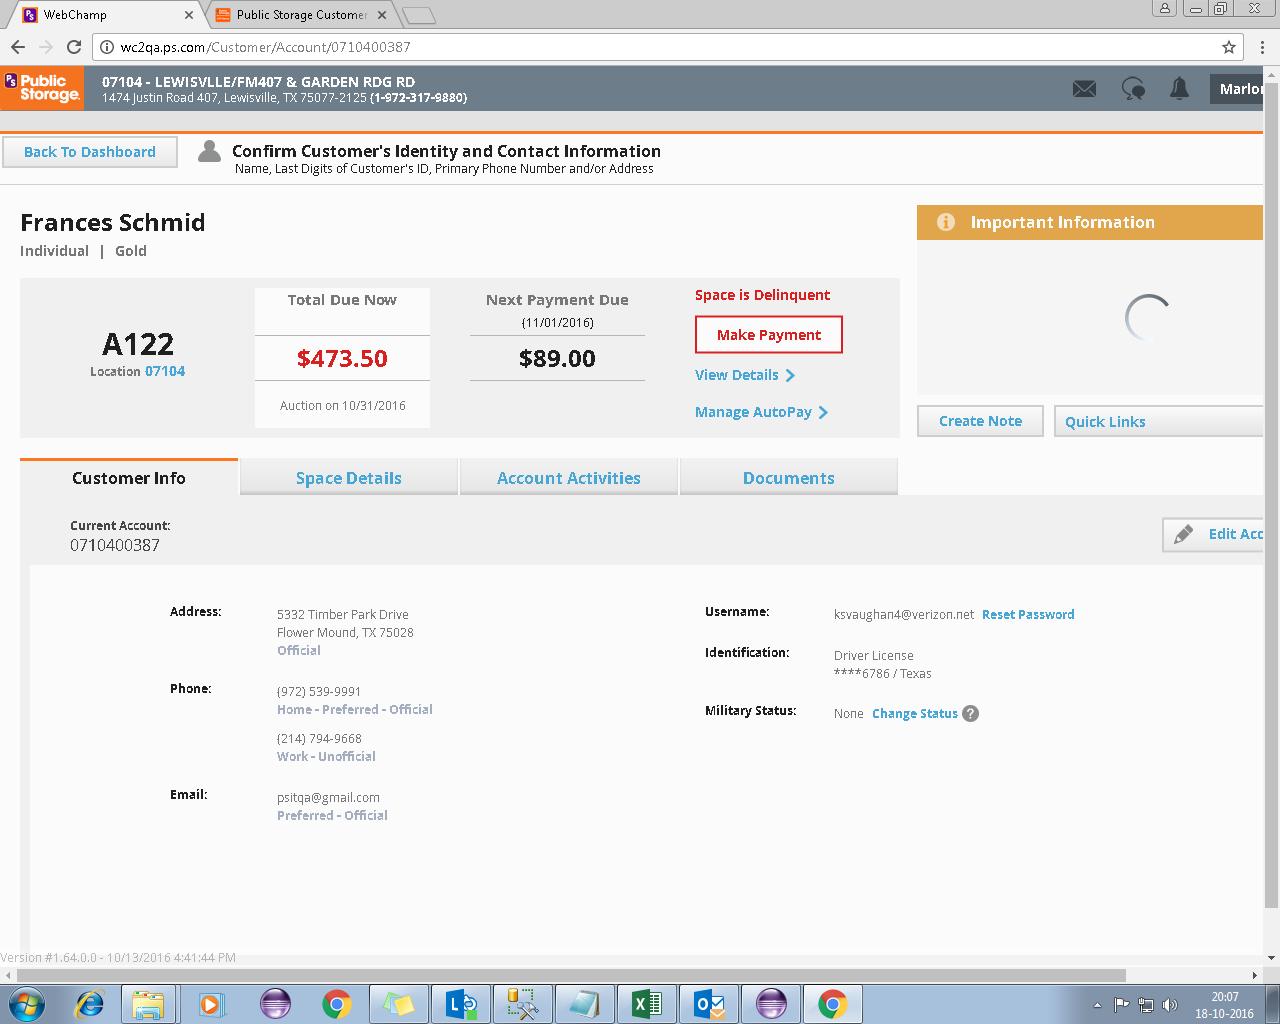 WebChamp
Public Storage Customer
wc2qa.ps.com/Customer/Account/0710400387
PS Public Storage.
07104 - LEWISVLLE/FM407 & GARDEN RDG RD
1474 Justin Road 407, Lewisville, TX 75077-2125 (1-972-317-9880)
Marlo
Back To Dashboard
Confirm Customer's Identity and Contact Information
Name, Last Digits of Customer's ID, Primary Phone Number and/or Address
Frances Schmid
Individual | Gold
Important Information
A122
Location 07104
Total Due Now
$473.50
Auction on 10/31/2016
Next Payment Due
(11/01/2016)
$89.00
Space is Delinquent
Make Payment
View Details
Manage AutoPay
Create Note
Quick Links
Customer Info
Space Details
Account Activities
Documents
Current Account:
0710400387
Edit Acc
Address:
5332 Timber Park Drive
Flower Mound, TX 75028
Official
Phone:
(972) 539-9991
Home - Preferred - Official
(214) 794-9668
Work - Unofficial
Email:
psitqa@gmail.com
Preferred - Official
Username:
ksvaughan4@verizon.net Reset Password
Identification:
Driver License
****6786 / Texas
Military Status:
None Change Status ?
Version #1.64.0.0 - 10/13/2016 4:41:44 PM
20:07
18-10-2016